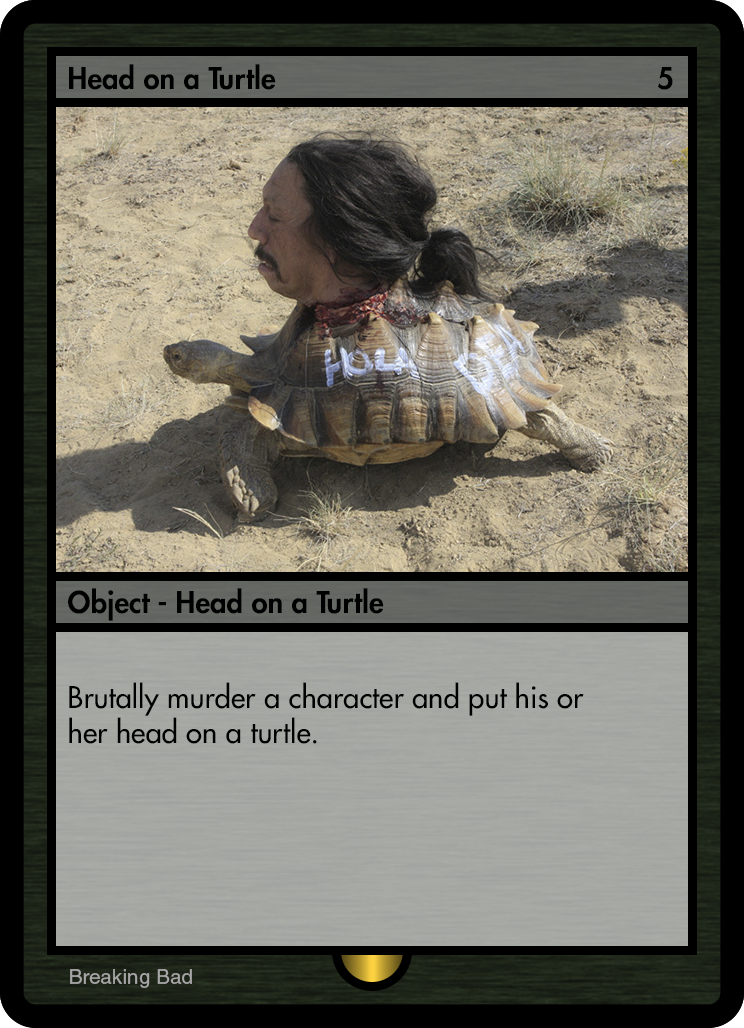 Head on a Turtle 5
HOLA
Object - Head on a Turtle
Brutally murder a character and put his or
her head on a turtle.
Breaking Bad